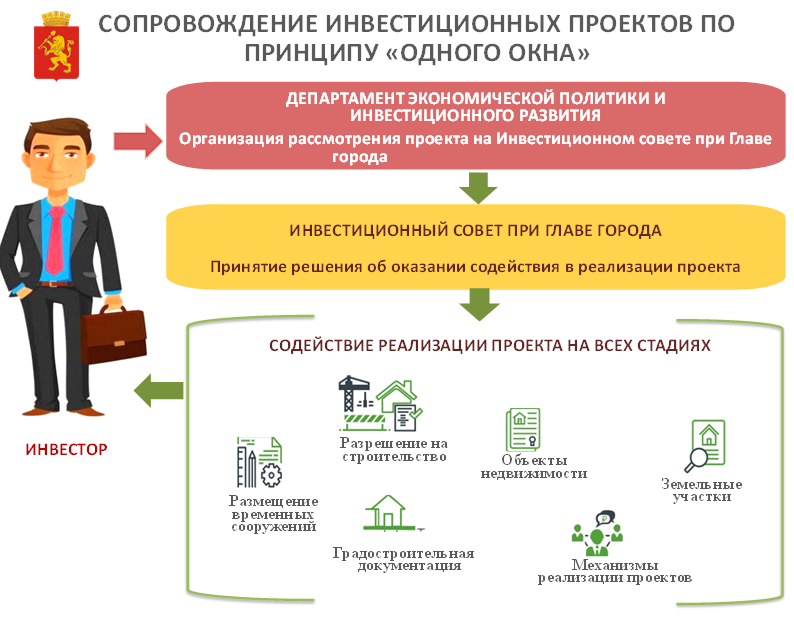 СОПРОВОЖДЕНИЕ ИНВЕСТИЦИОННЫХ ПРОЕКТОВ ПО
ПРИНЦИПУ «ОДНОГО ОКНА»
ДЕПАРТАМЕНТ ЭКОНОМИЧЕСКОЙ ПОЛИТИКИ И
ИНВЕСТИЦИОННОГО РАЗВИТИЯ
Организация рассмотрения проекта на Инвестиционном совете при Главе
города
ИНВЕСТИЦИОННЫЙ СОВЕТ ПРИ ГЛАВЕ ГОРОДА
Принятие решения об оказании содействия в реализации проекта
СОДЕЙСТВИЕ РЕАЛИЗАЦИИ ПРОЕКТА НА ВСЕХ СТАДИЯХ
ИНВЕСТОР
Разрешение на
строительство
Объекты
недвижимости
Земельные
участки
Размещение
временных
сооружений
Градостроительная
документация
Механизмы
реализации проектов